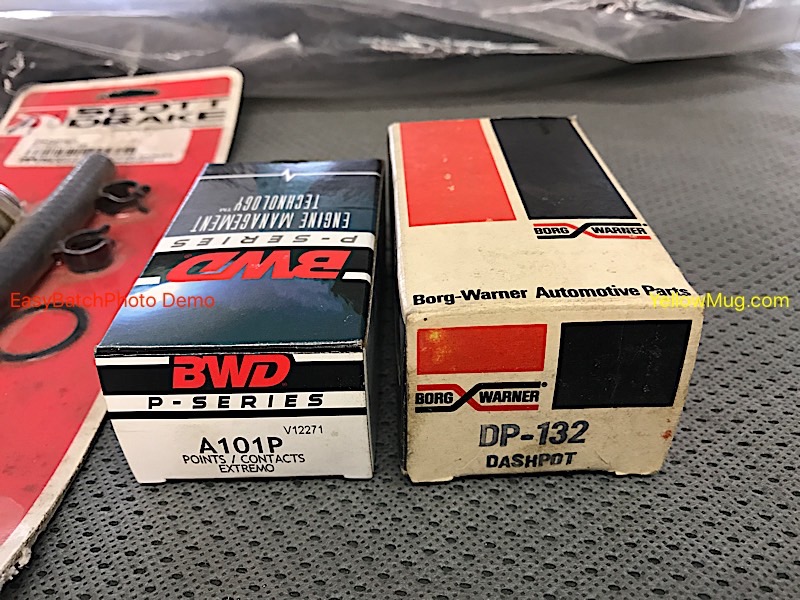 SCOTT
DRAKE
ENGINE MANAGEMENT
TECHNOLOGY™
P-SERIES
BWD
BWD
P-SERIES
V12271
A101P
POINTS / CONTACTS
EXTREMO
BORG WARNER®
Borg-Warner Automotive Parts
BORG WARNER®
DP-132
DASHPOT
EasyBatchPhoto Demo
YellowMug.com